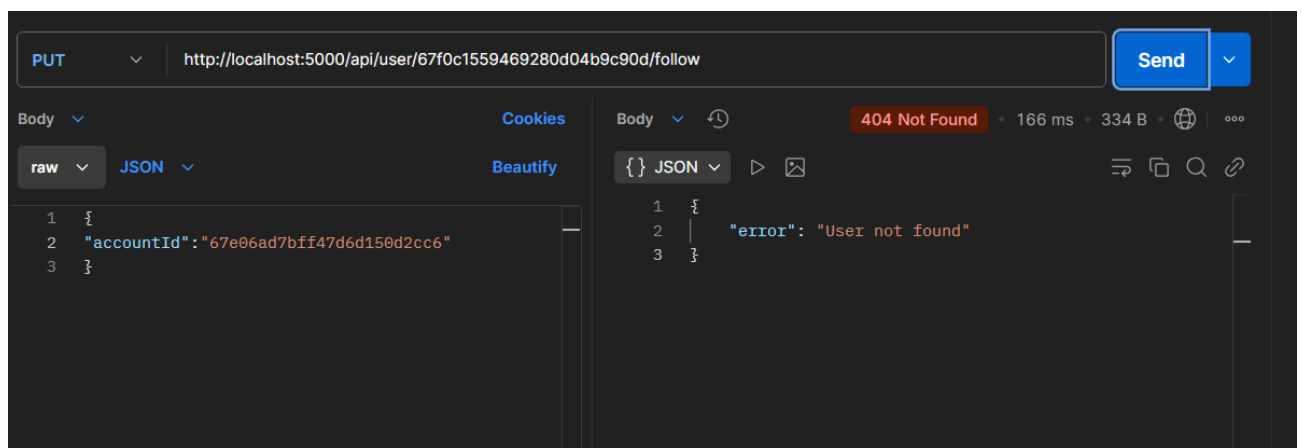 PUT http://localhost:5000/api/user/67f0c1559469280d04b9c90d/follow Send
Body Cookies
raw JSON Beautify
1 {
2 "accountId":"67e06ad7bff47d6d150d2cc6"
3 }
Body 404 Not Found • 166 ms • 334 B
{} JSON
1 {
2 "error": "User not found"
3 }